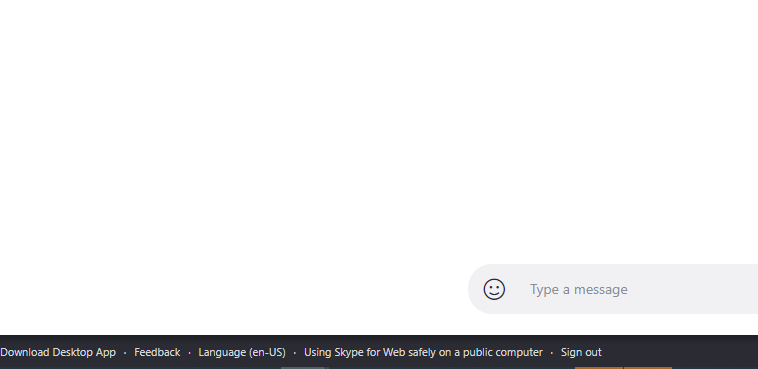 Type a message
Download Desktop App · Feedback · Language (en-US) · Using Skype for Web safely on a public computer · Sign out